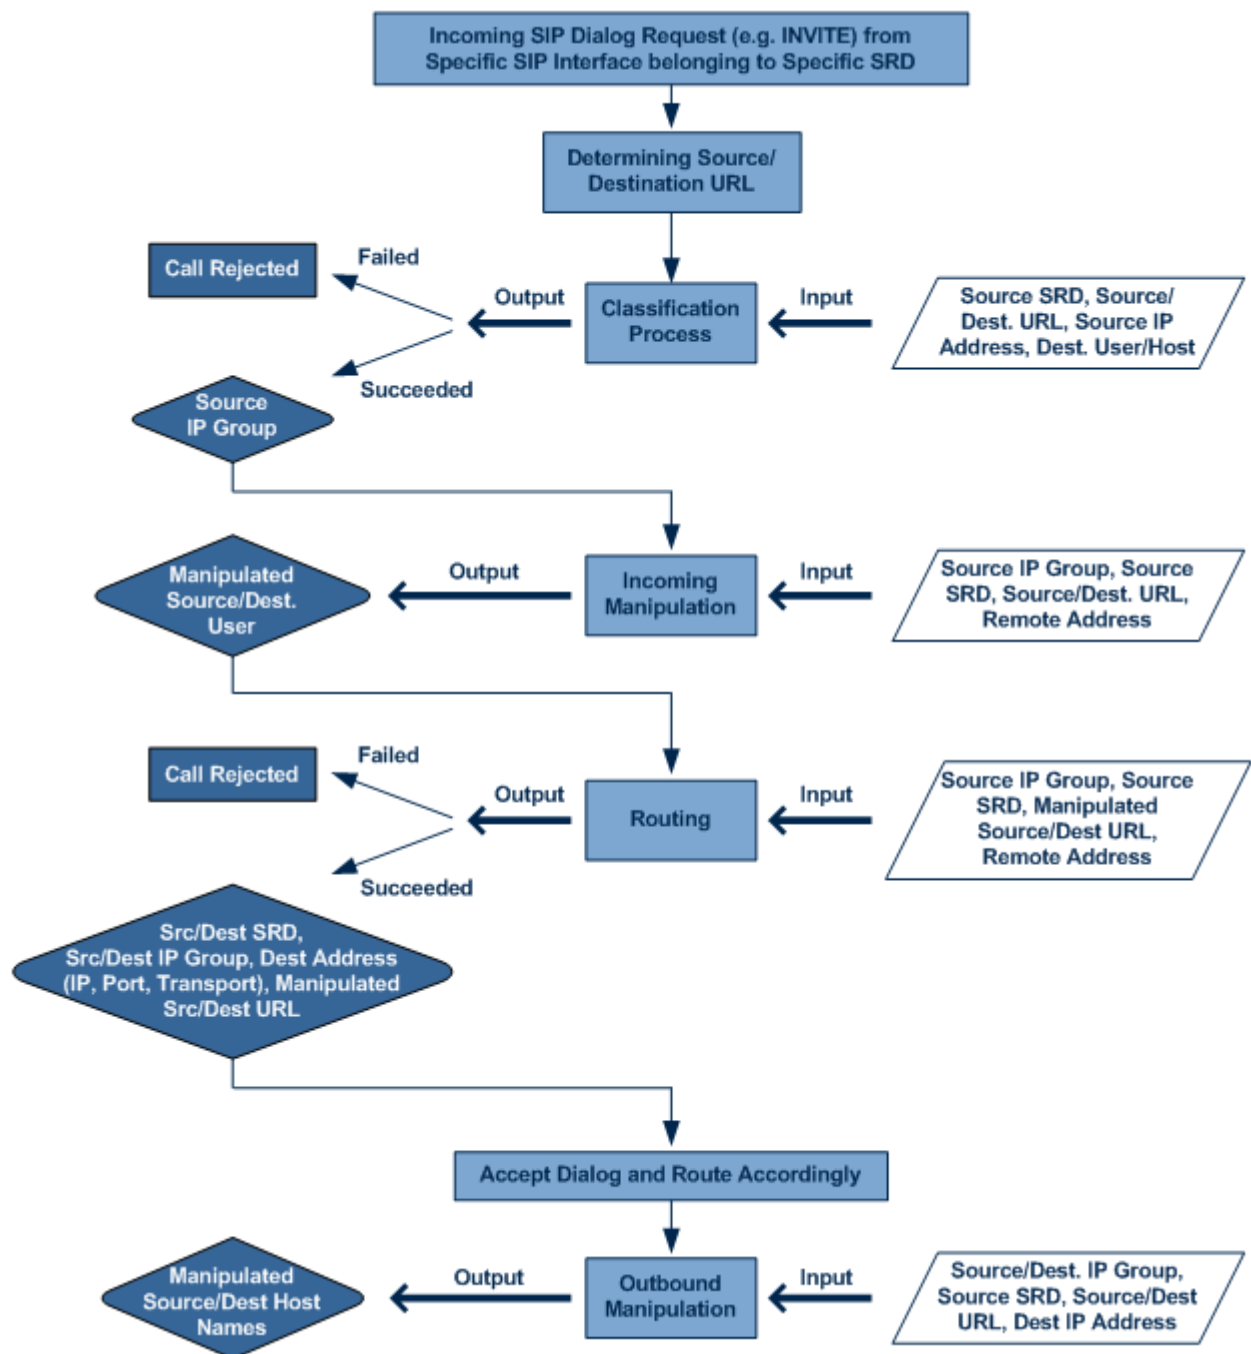 Incoming SIP Dialog Request (e.g. INVITE) from
Specific SIP Interface belonging to Specific SRD
Determining Source/
Destination URL
Call Rejected
Failed
Output
Classification
Process
Input
Source SRD, Source/
Dest. URL, Source IP
Address, Dest. User/Host
Succeeded
Source
IP Group
Manipulated
Source/Dest.
User
Output
Incoming
Manipulation
Input
Source IP Group, Source
SRD, Source/Dest. URL,
Remote Address
Call Rejected
Failed
Output
Routing
Input
Source IP Group, Source
SRD, Manipulated
Source/Dest URL,
Remote Address
Succeeded
Src/Dest SRD,
Src/Dest IP Group, Dest Address
(IP, Port, Transport), Manipulated
Src/Dest URL
Accept Dialog and Route Accordingly
Manipulated
Source/Dest Host
Names
Output
Outbound
Manipulation
Input
Source/Dest. IP Group,
Source SRD, Source/Dest
URL, Dest IP Address